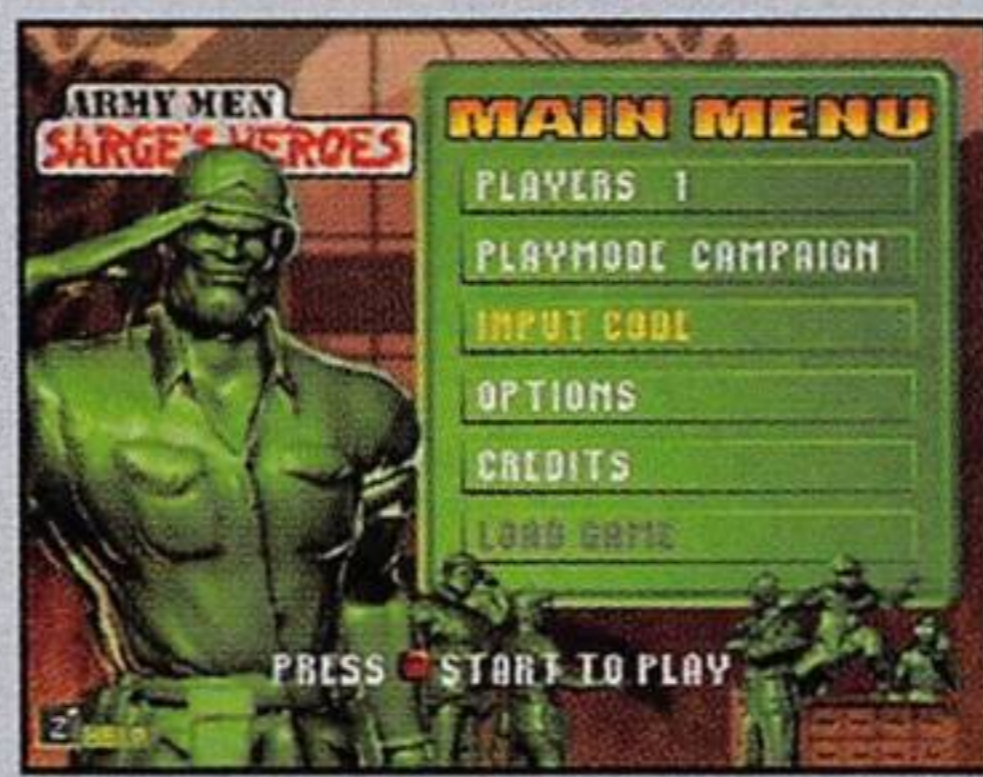 ARMY MEN
SARGE'S HEROES
MAIN MENU
PLAYERS 1
PLAYMODE CAMPAIGN
INPUT CODE
OPTIONS
CREDITS
LOAD GAME
PRESS START TO PLAY
Z HELP